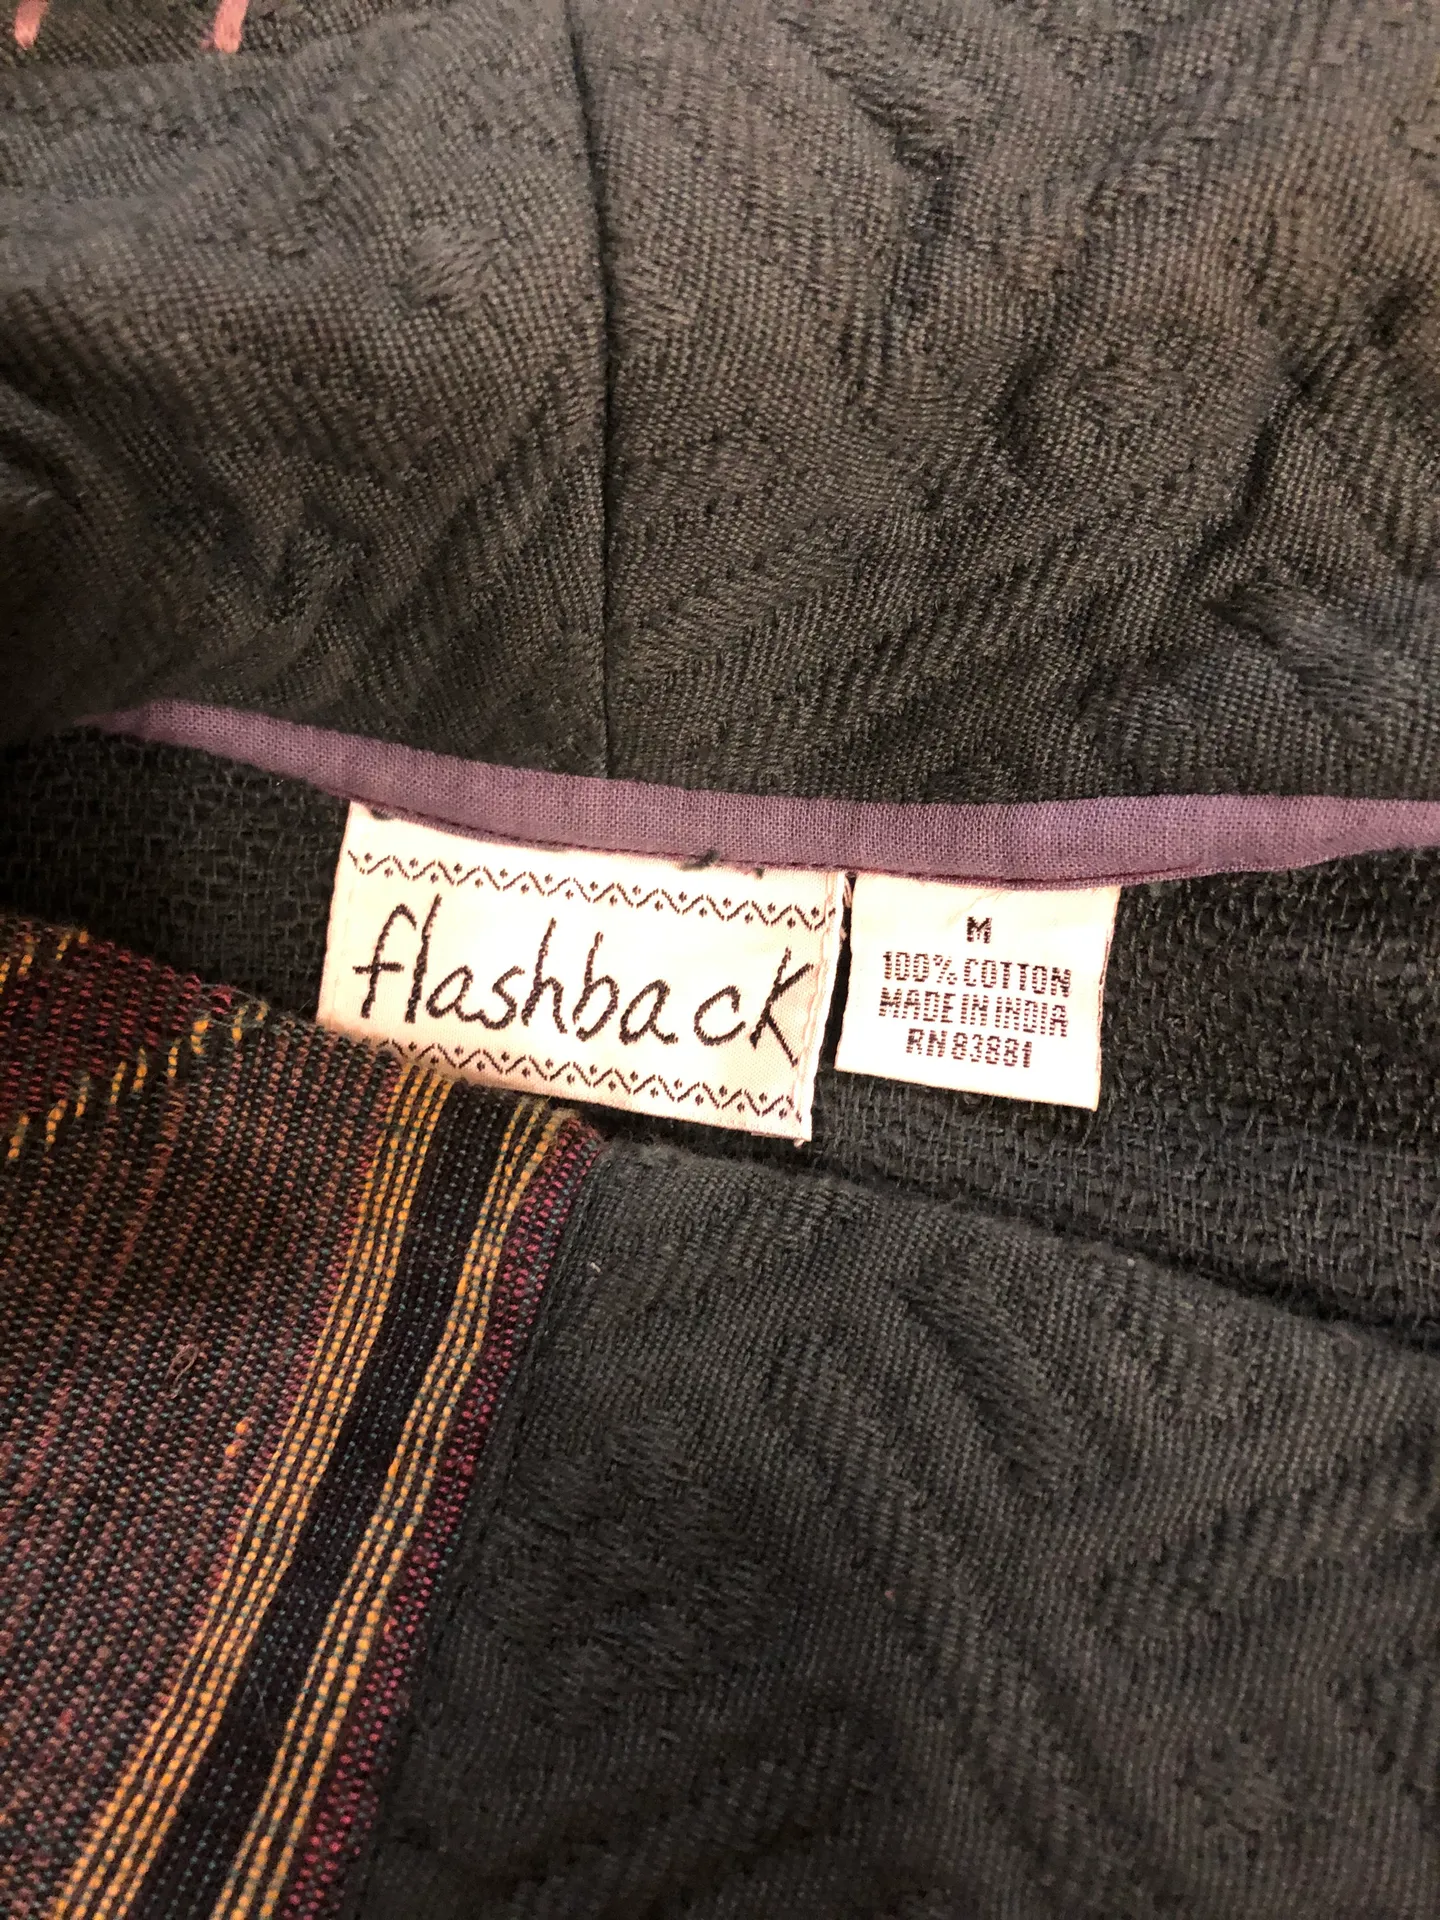 flashback
M
100% COTTON
MADE IN INDIA
RN 83881